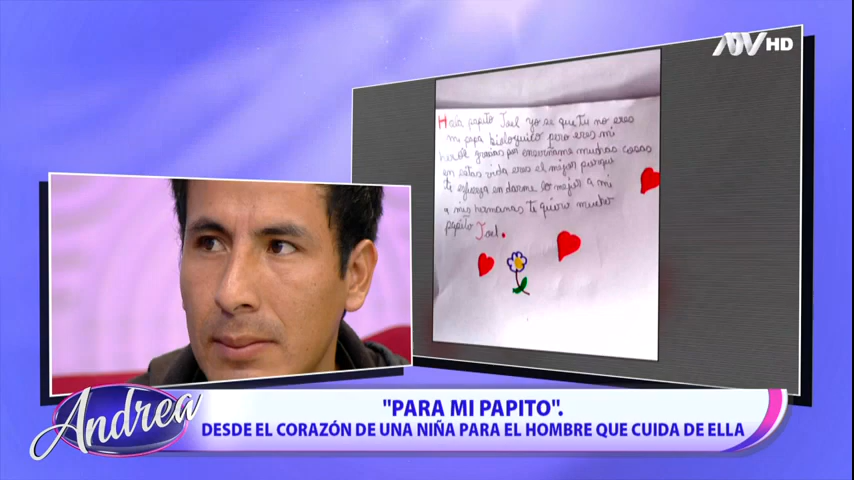 ATV HD
Hola papito Joel yo se que tu no eres
mi papa biologuito pero eres mi
heroe gracias por enseñarme muchas cosas
en estas vida eres el mejor porque
te esfuerza en darme lo mejor a mi
a mis hermanas te quiero mucho
papito Joel.
Andrea
"PARA MI PAPITO".
DESDE EL CORAZÓN DE UNA NIÑA PARA EL HOMBRE QUE CUIDA DE ELLA